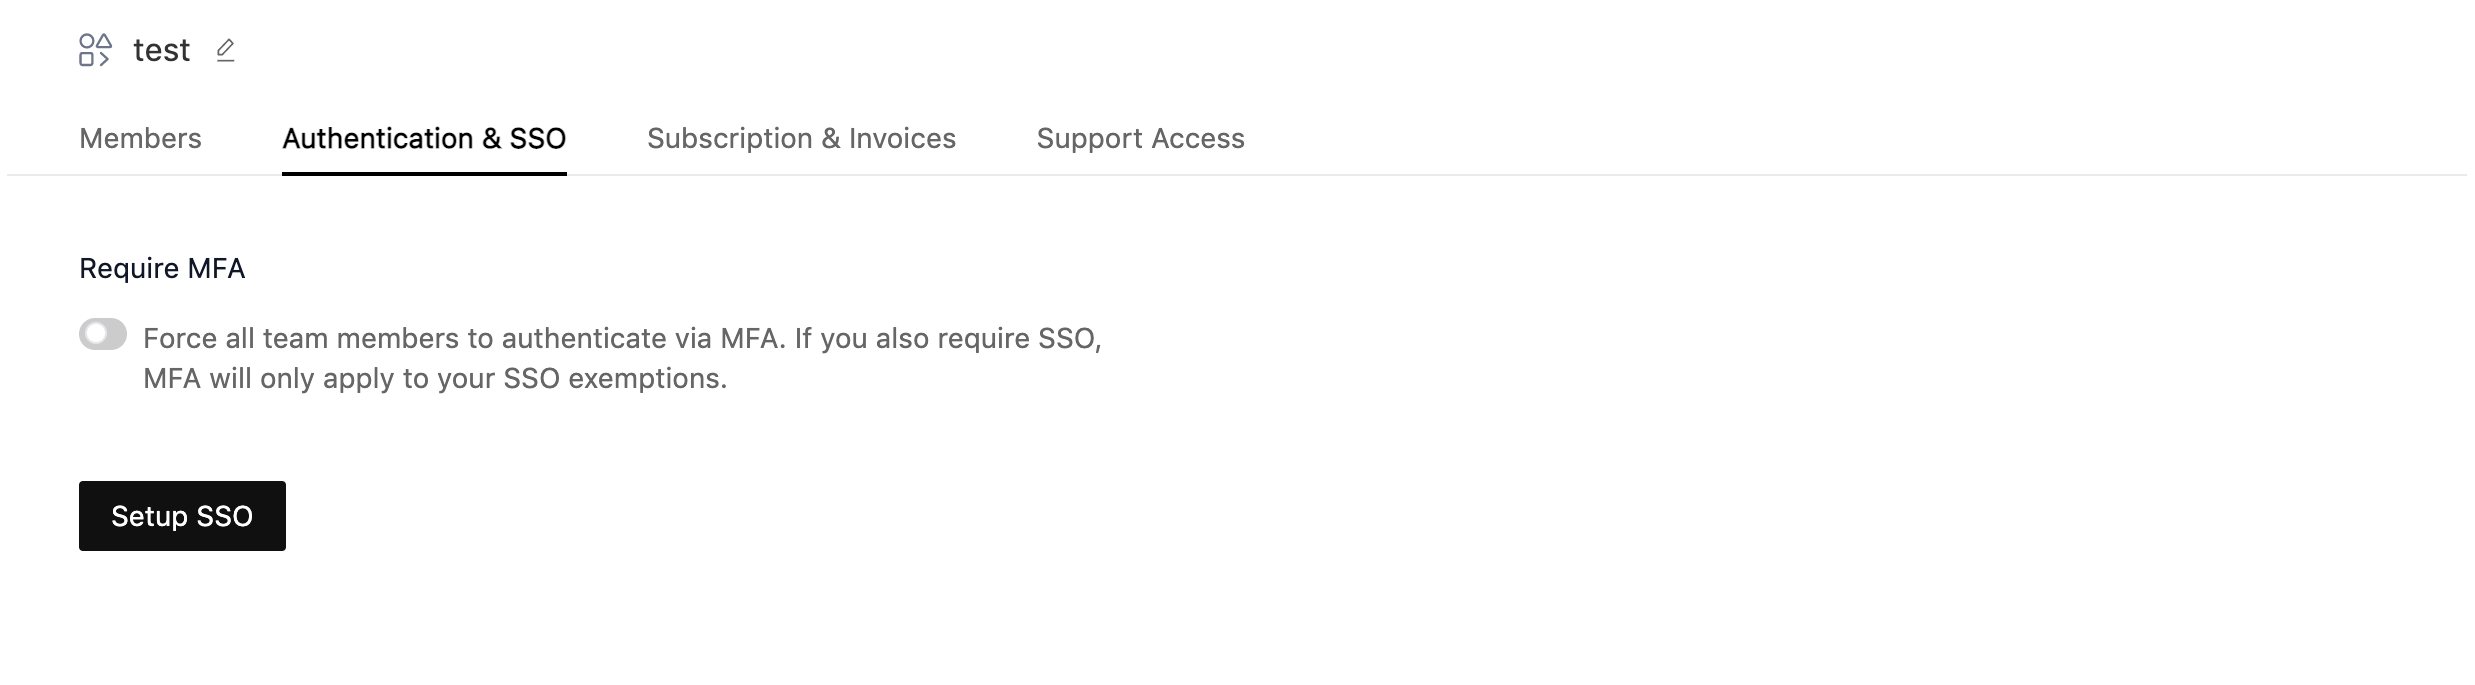 test
Members
Authentication & SSO
Subscription & Invoices
Support Access
Require MFA
Force all team members to authenticate via MFA. If you also require SSO,
MFA will only apply to your SSO exemptions.
Setup SSO